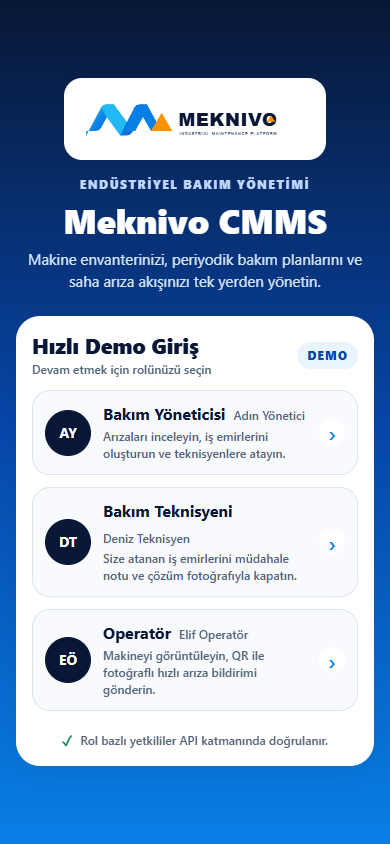 MEKNIVO
INDUSTRIAL MAINTENANCE PLATFORM
ENDÜSTRİYEL BAKIM YÖNETİMİ
Meknivo CMMS
Makine envanterinizi, periyodik bakım planlarını ve
saha arıza akışınızı tek yerden yönetin.
Hızlı Demo Giriş
DEMO
Devam etmek için rolünüzü seçin
AY
Bakım Yöneticisi Adın Yönetici
Arızaları inceleyin, iş emirlerini
oluşturun ve teknisyenlere atayın.
DT
Bakım Teknisyeni
Deniz Teknisyen
Size atanan iş emirlerini müdahale
notu ve çözüm fotoğrafıyla kapatın.
EÖ
Operatör Elif Operatör
Makineyi görüntüleyin, QR ile
fotoğraflı hızlı arıza bildirimi
gönderin.
✓ Rol bazlı yetkililer API katmanında doğrulanır.